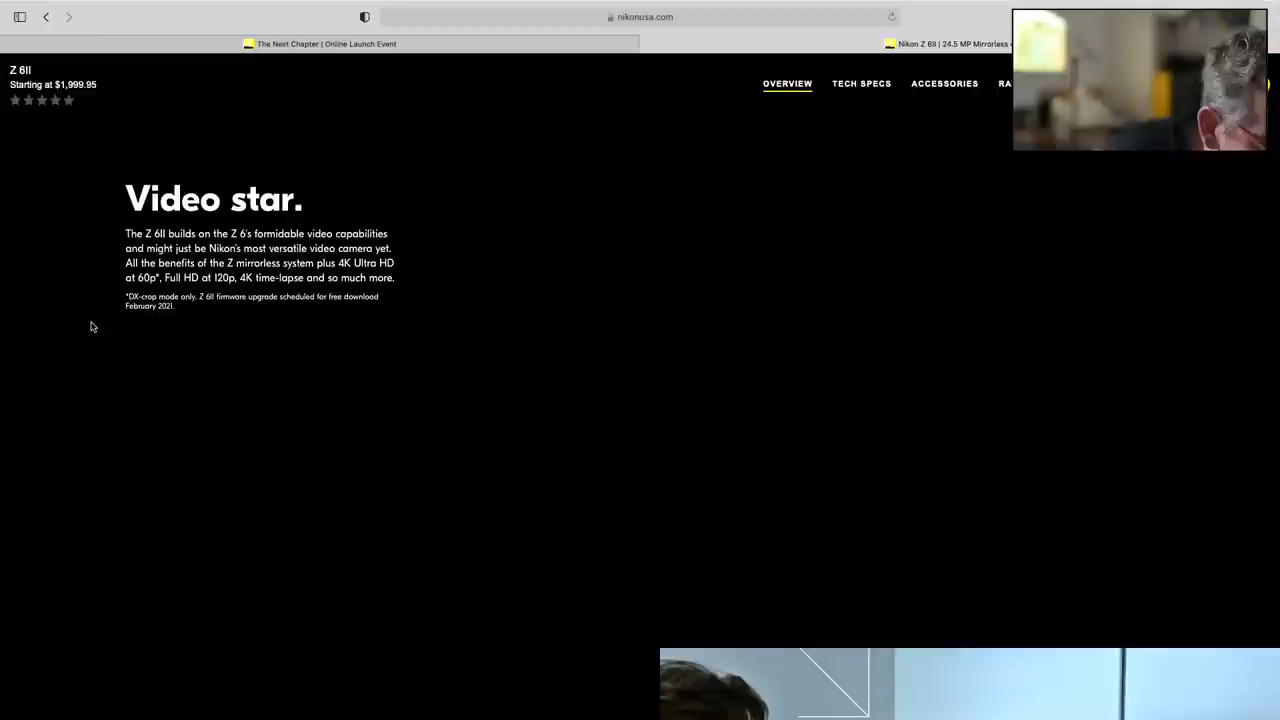 nikonusa.com
The Next Chapter | Online Launch Event
Nikon Z 6II | 24.5 MP Mirrorless
Z 6II
Starting at $1,999.95
OVERVIEW
TECH SPECS
ACCESSORIES
RA
Video star.
The Z 6II builds on the Z 6's formidable video capabilities
and might just be Nikon's most versatile video camera yet.
All the benefits of the Z mirrorless system plus 4K Ultra HD
at 60p*, Full HD at 120p, 4K time-lapse and so much more.
*DX-crop mode only. Z 6II firmware upgrade scheduled for free download
February 2021.